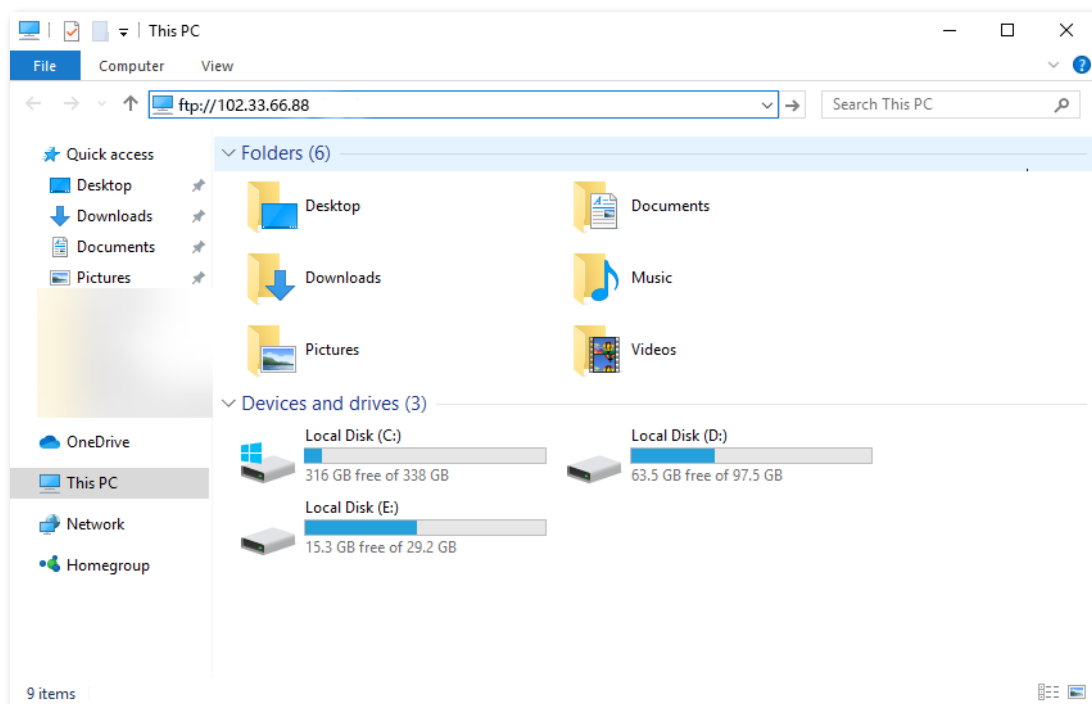 This PC
File Computer View
ftp://102.33.66.88 Search This PC
Quick access
Desktop
Downloads
Documents
Pictures
OneDrive
This PC
Network
Homegroup
Folders (6)
Desktop Documents
Downloads Music
Pictures Videos
Devices and drives (3)
Local Disk (C:) Local Disk (D:)
316 GB free of 338 GB 63.5 GB free of 97.5 GB
Local Disk (E:)
15.3 GB free of 29.2 GB
9 items